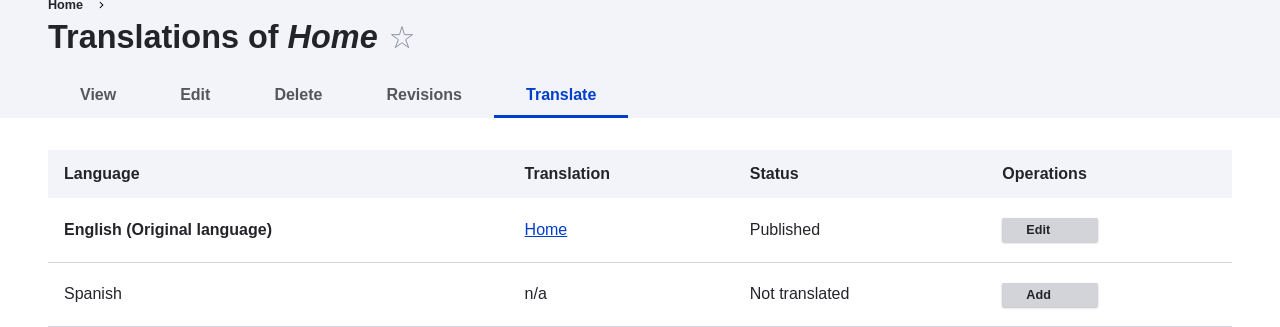 Home
Translations of Home
View Edit Delete Revisions Translate
Language Translation Status Operations
English (Original language) Home Published Edit
Spanish n/a Not translated Add